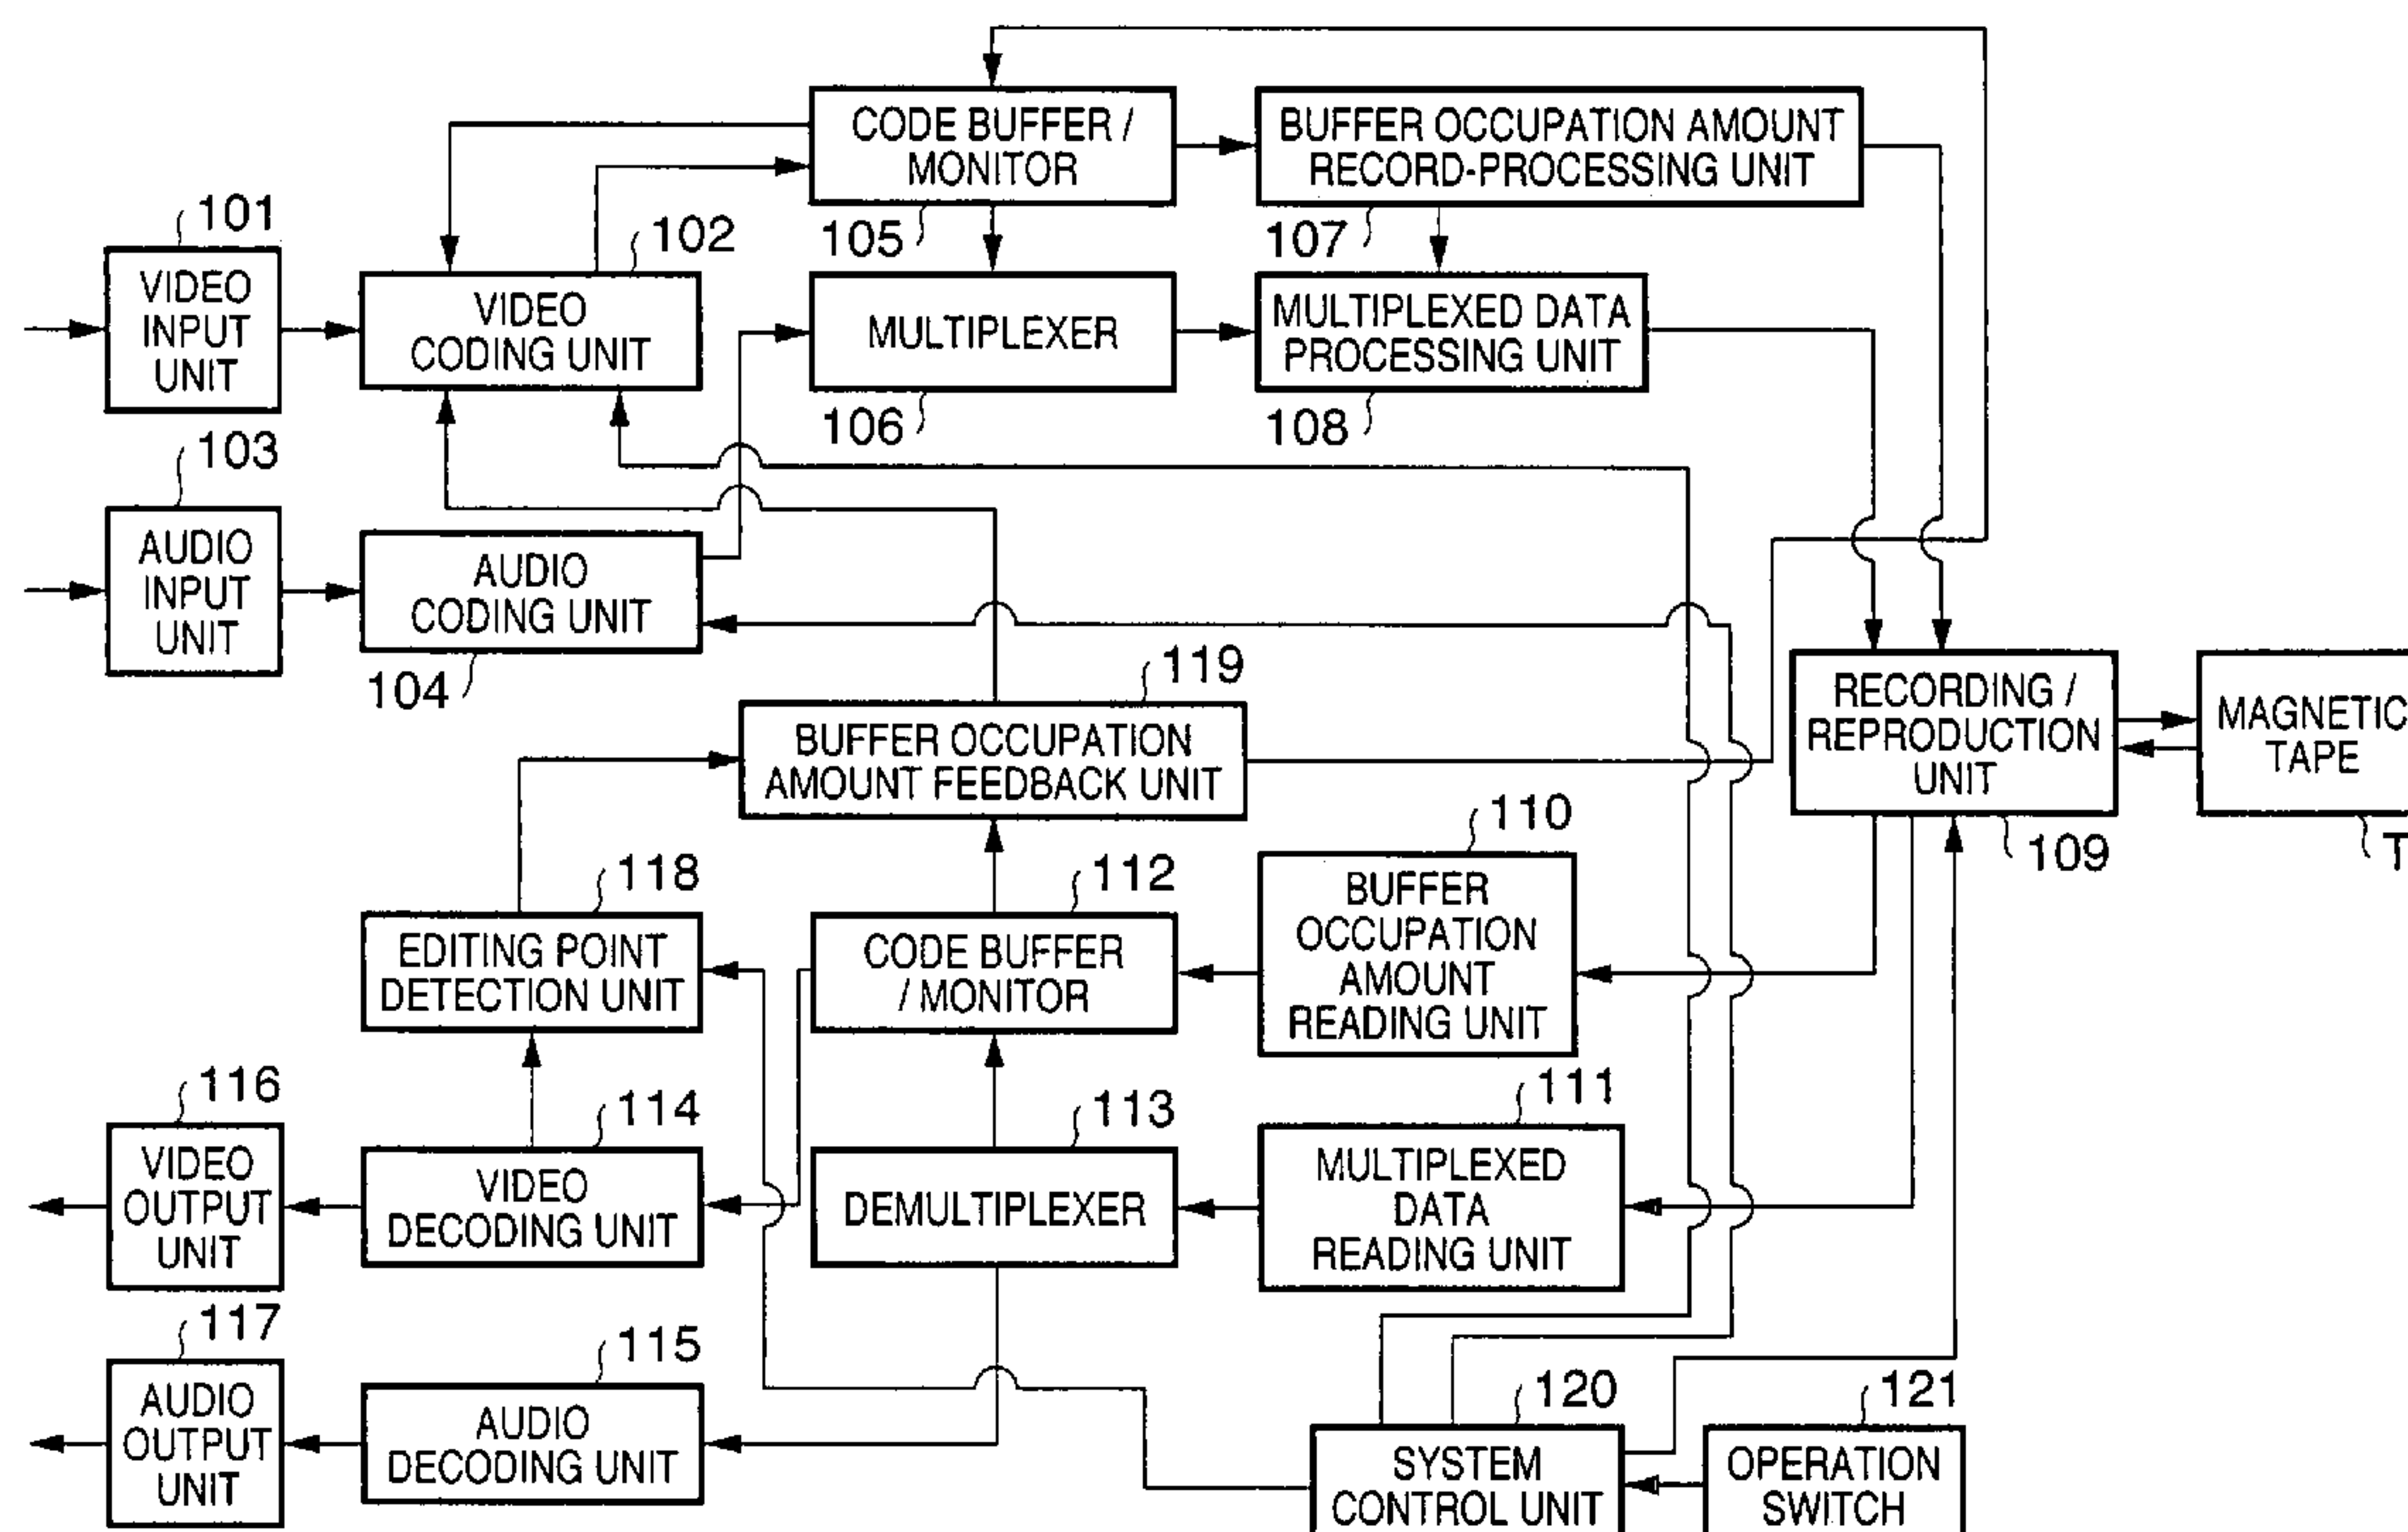 CODE BUFFER /
MONITOR
105
BUFFER OCCUPATION AMOUNT
RECORD-PROCESSING UNIT
107
101
VIDEO
INPUT
UNIT
102
VIDEO
CODING UNIT
MULTIPLEXER
106
MULTIPLEXED DATA
PROCESSING UNIT
108
103
AUDIO
INPUT
UNIT
AUDIO
CODING UNIT
104
119
BUFFER OCCUPATION
AMOUNT FEEDBACK UNIT
RECORDING /
REPRODUCTION
UNIT
109
MAGNETIC
TAPE
T
118
EDITING POINT
DETECTION UNIT
112
CODE BUFFER
/ MONITOR
110
BUFFER
OCCUPATION
AMOUNT
READING UNIT
116
VIDEO
OUTPUT
UNIT
114
VIDEO
DECODING UNIT
113
DEMULTIPLEXER
111
MULTIPLEXED
DATA
READING UNIT
117
AUDIO
OUTPUT
UNIT
115
AUDIO
DECODING UNIT
120
SYSTEM
CONTROL UNIT
121
OPERATION
SWITCH